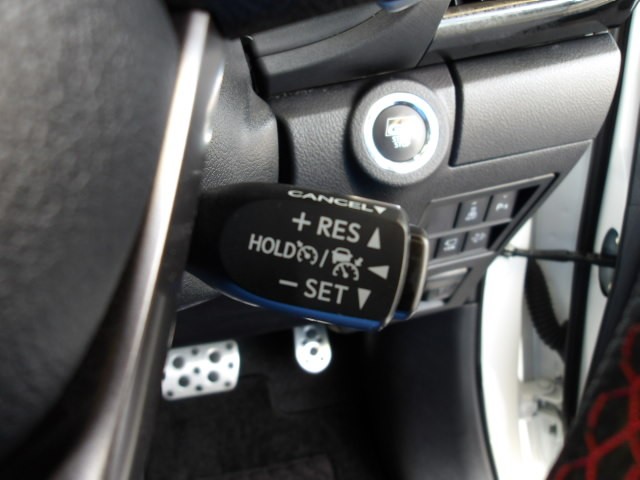 CANCEL▼
+ RES ▲
HOLD / ◀
− SET ▼